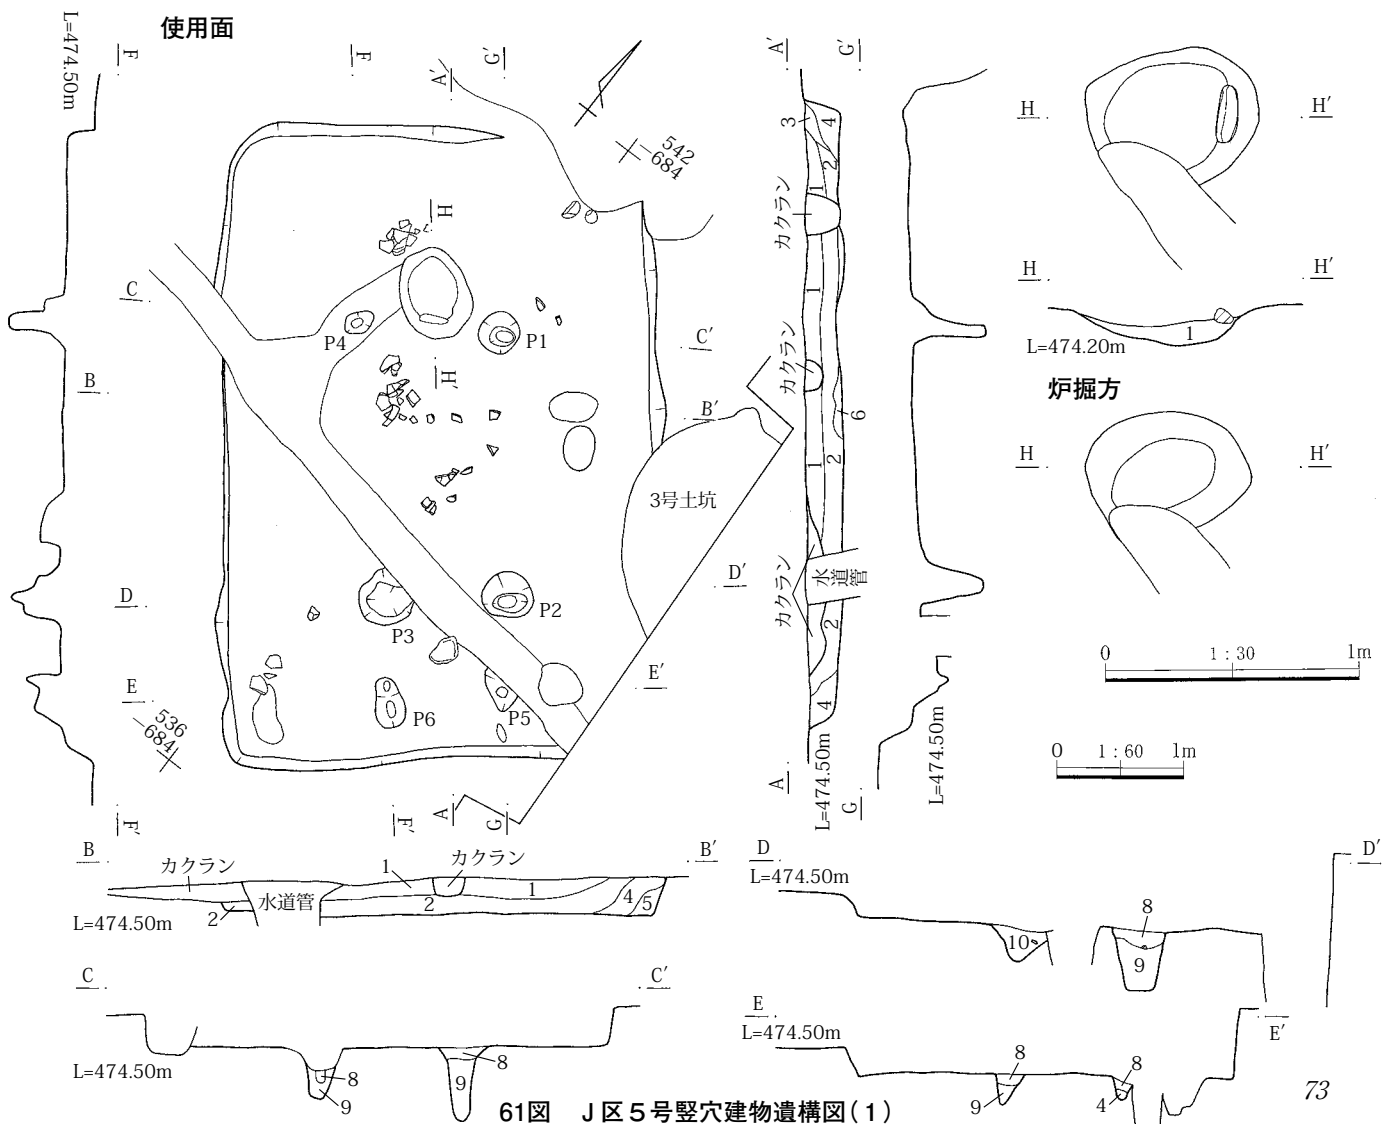 使用面
L=474.50m
F
F
A′
G′
542
-684
H
C
P4
P1
H′
C′
B
B′
3号土坑
D
D′
P3
P2
E
E′
536
-684
P6
P5
F′
F′
A
G
A′
G′
3
4
2
1
カクラン
1
カクラン
6
1
2
カクラン
水道管
2
4
A
L=474.50m
G
L=474.50m
H
H′
H
H′
1
L=474.20m
炉掘方
H
H′
0 1：30 1m
0 1：60 1m
B
B′
カクラン
1
カクラン
水道管
1
2
2
4
5
L=474.50m
C
C′
L=474.50m
8
9
8
9
D
D′
L=474.50m
10
8
9
E
E′
L=474.50m
8
9
8
4
61図　Ｊ区５号竪穴建物遺構図（１）
73